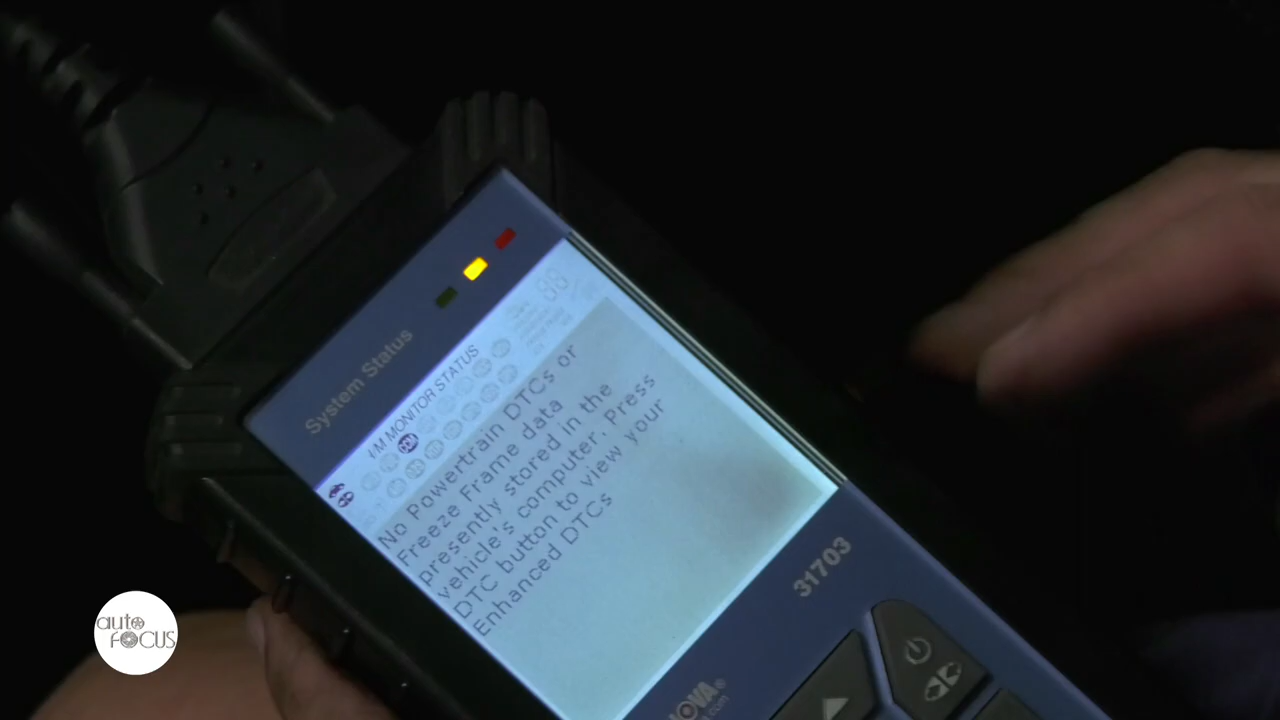 System Status
I/M MONITOR STATUS
No Powertrain DTCs or
Freeze Frame data
presently stored in the
vehicle's computer. Press
DTC button to view your
Enhanced DTCs
31703
auto
FOCUS